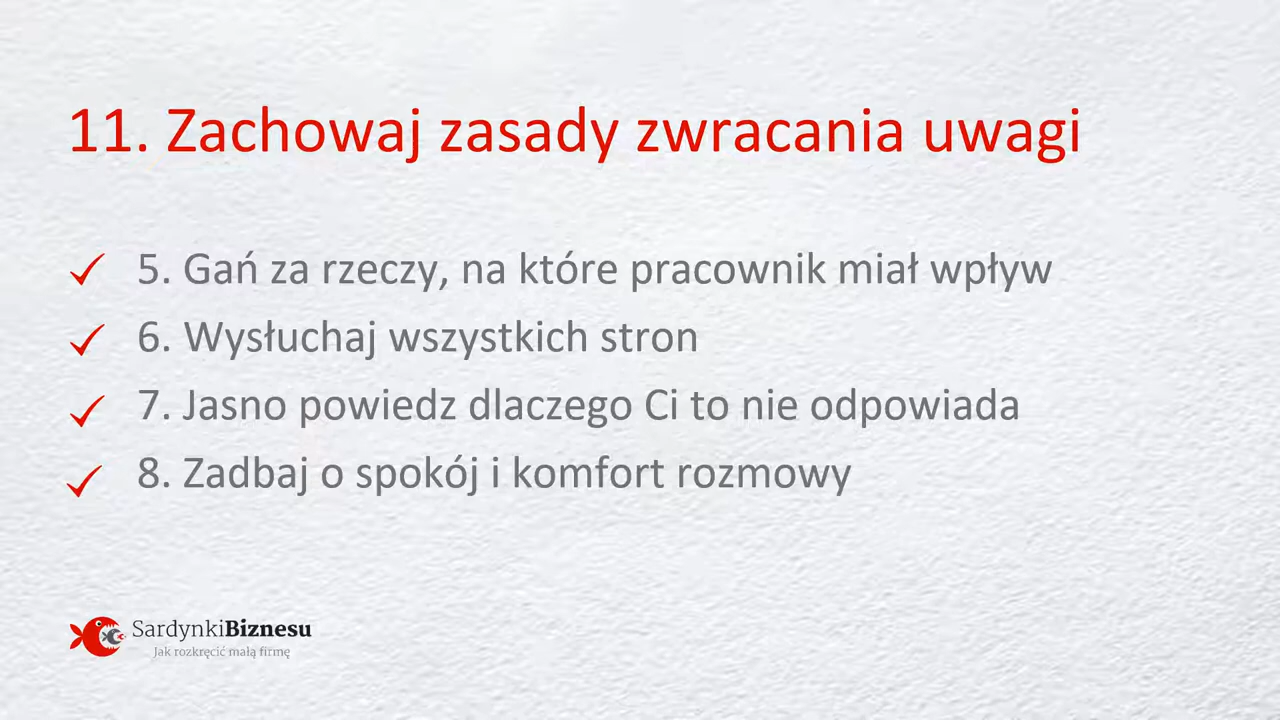 11. Zachowaj zasady zwracania uwagi
5. Gań za rzeczy, na które pracownik miał wpływ
6. Wysłuchaj wszystkich stron
7. Jasno powiedz dlaczego Ci to nie odpowiada
8. Zadbaj o spokój i komfort rozmowy
SardynkiBiznesu
Jak rozkręcić małą firmę